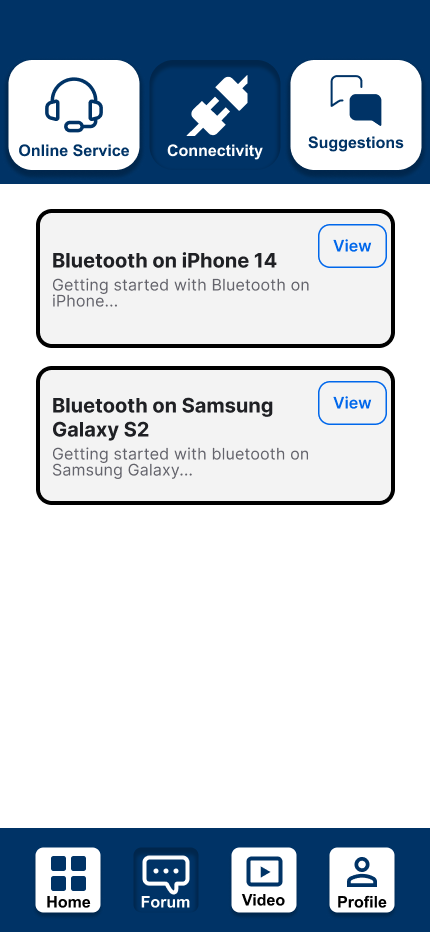 Online Service
Connectivity
Suggestions
Bluetooth on iPhone 14
View
Getting started with Bluetooth on
iPhone...
Bluetooth on Samsung
Galaxy S2
View
Getting started with bluetooth on
Samsung Galaxy...
Home
Forum
Video
Profile